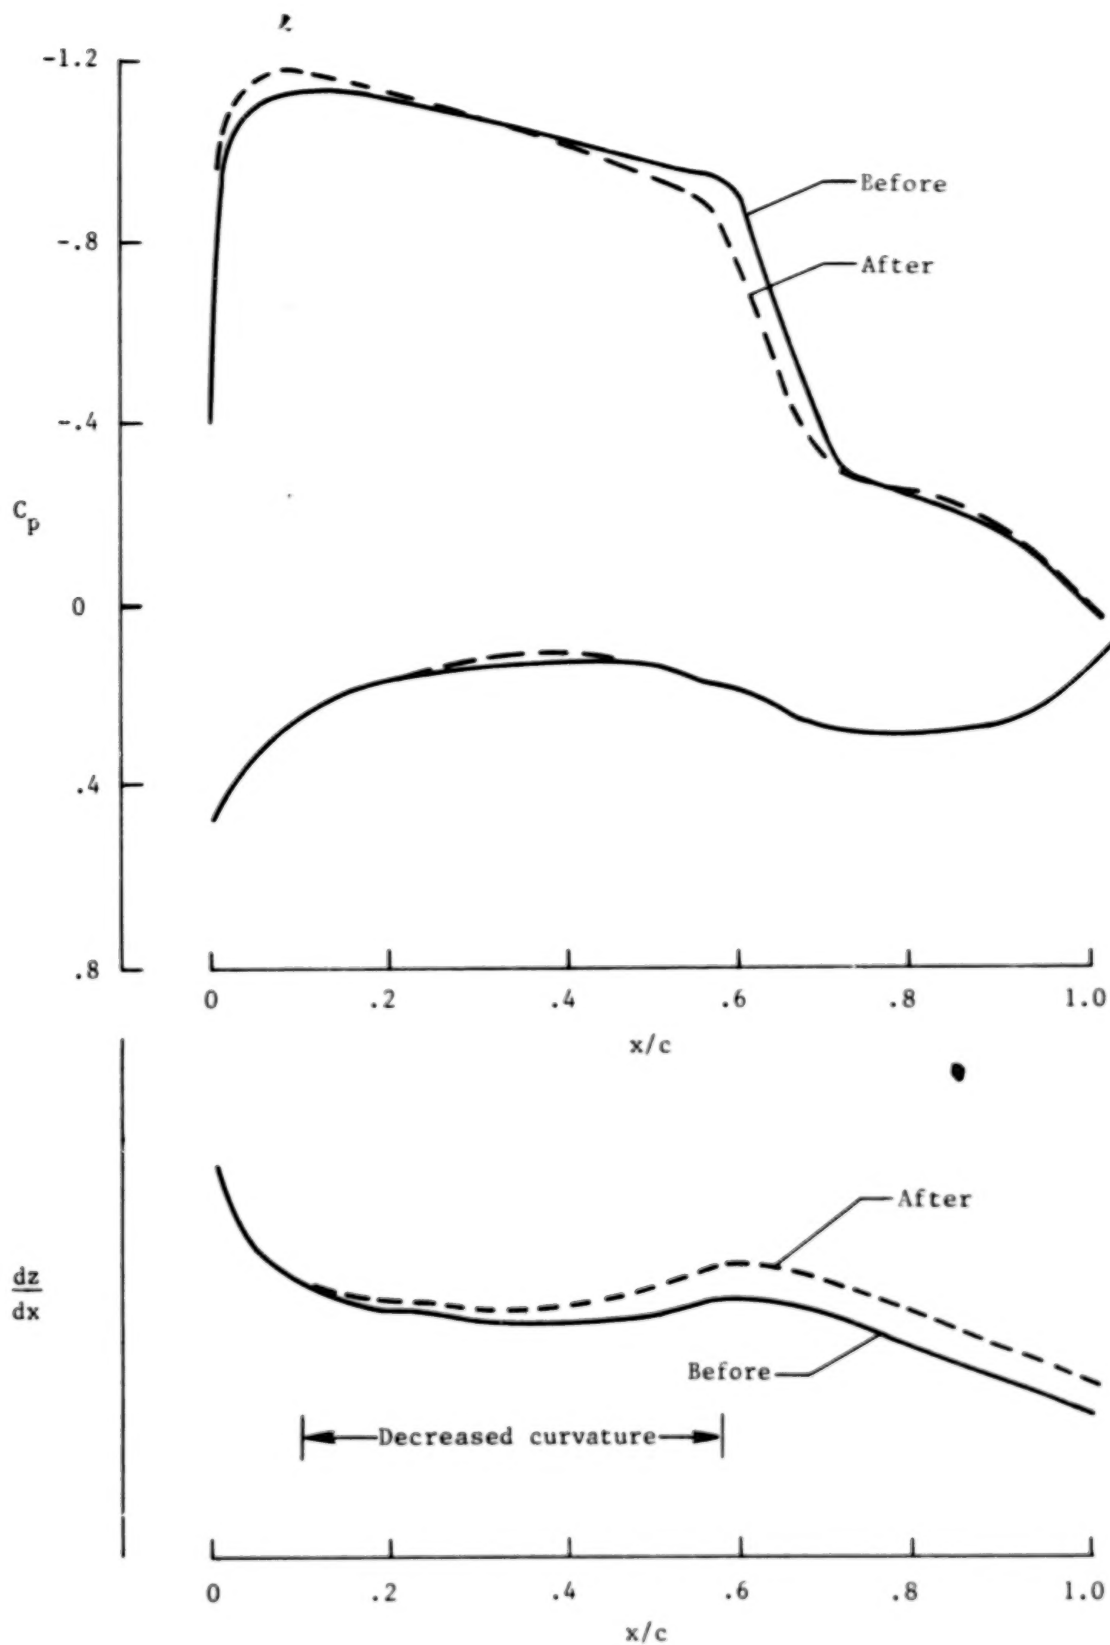 -1.2
Before
-.8
After
-.4
C_p
0
.4
.8
0 .2 .4 .6 .8 1.0
x/c
After
dz
dx
Before
Decreased curvature
0 .2 .4 .6 .8 1.0
x/c